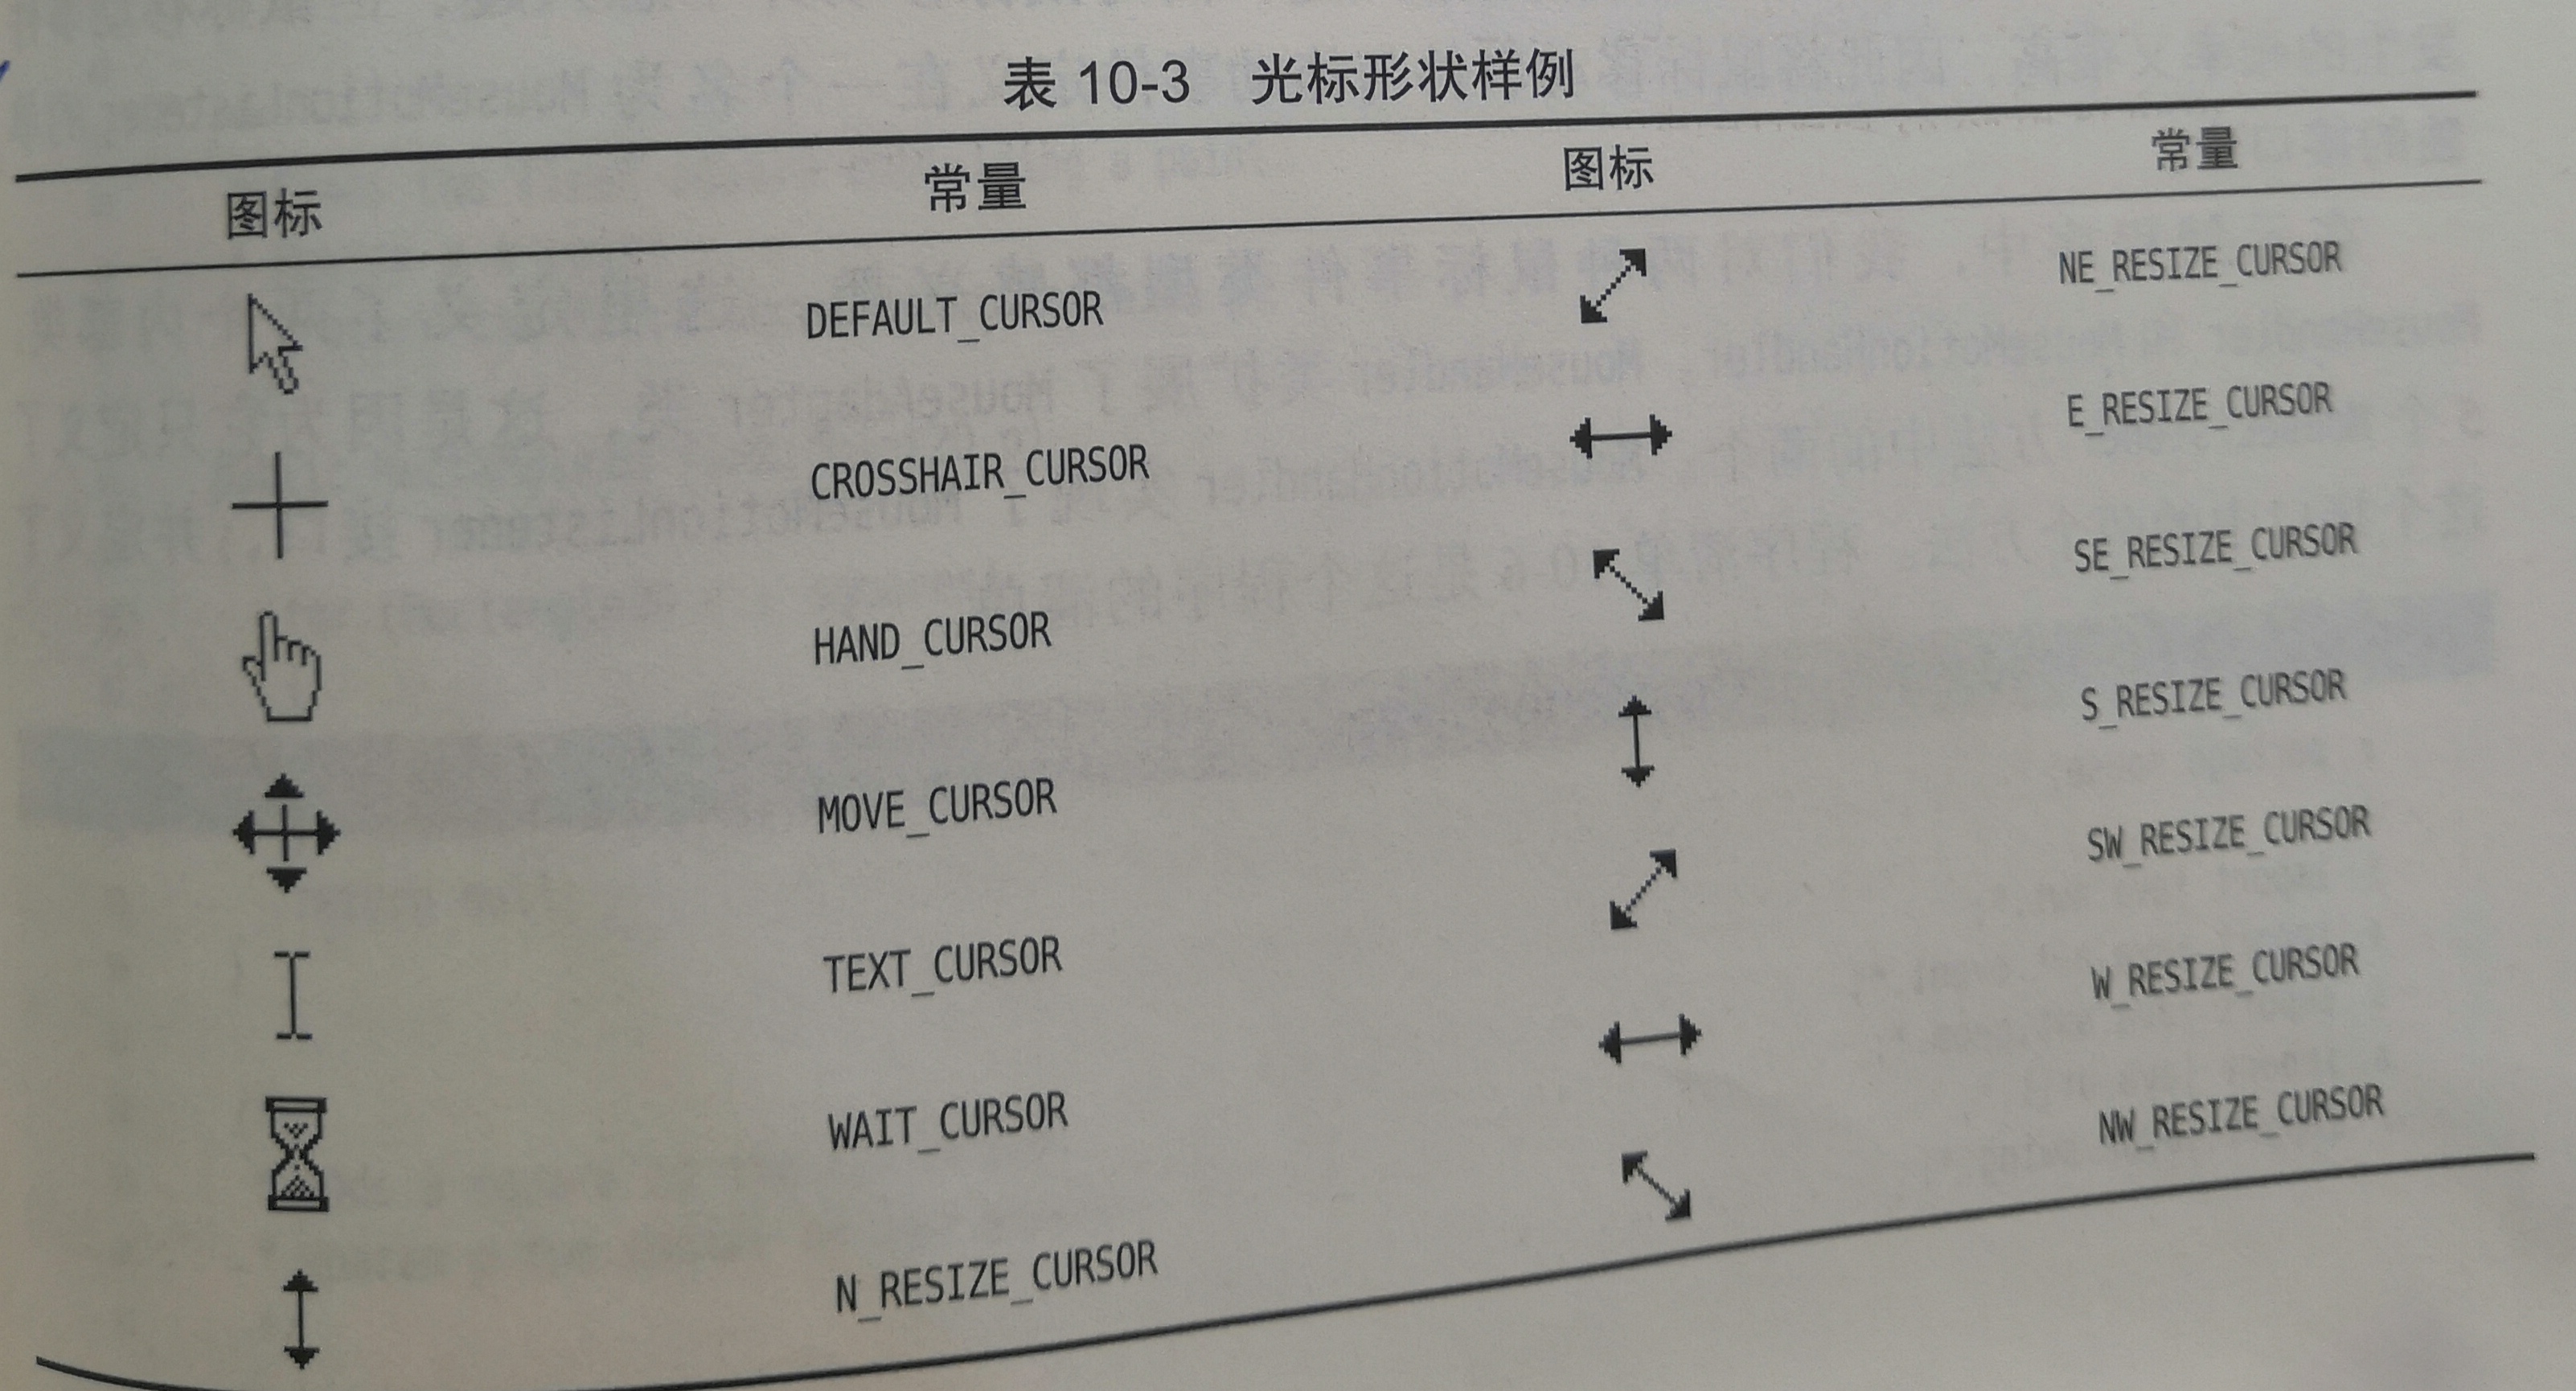 表 10-3 光标形状样例
图标 常量 图标 常量
DEFAULT_CURSOR NE_RESIZE_CURSOR
CROSSHAIR_CURSOR E_RESIZE_CURSOR
HAND_CURSOR SE_RESIZE_CURSOR
MOVE_CURSOR S_RESIZE_CURSOR
TEXT_CURSOR SW_RESIZE_CURSOR
WAIT_CURSOR W_RESIZE_CURSOR
N_RESIZE_CURSOR NW_RESIZE_CURSOR